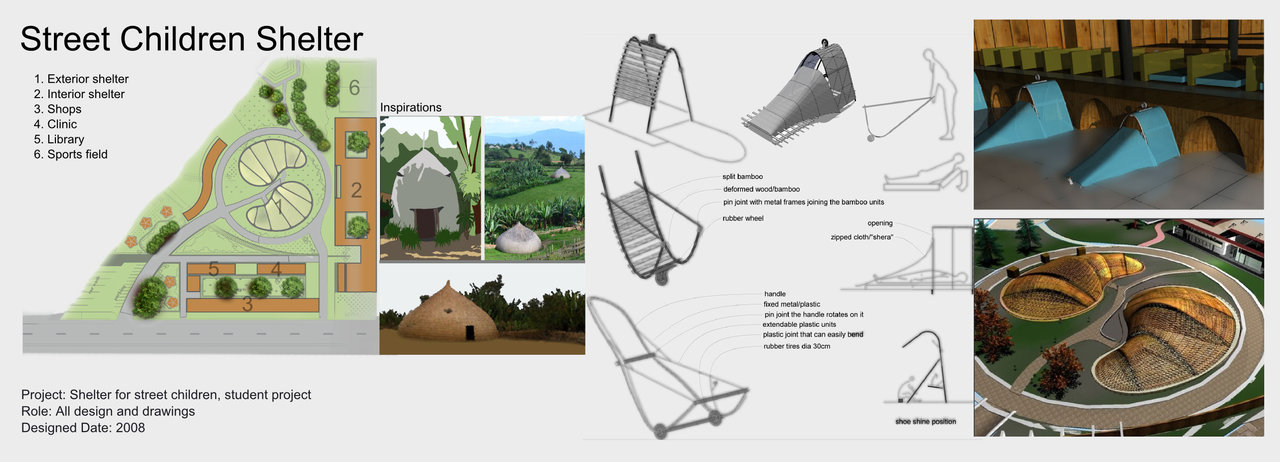 Street Children Shelter
1. Exterior shelter
2. Interior shelter
3. Shops
4. Clinic
5. Library
6. Sports field
6
2
1
5
4
3
Inspirations
split bamboo
deformed wood/bamboo
pin joint with metal frames joining the bamboo units
rubber wheel
opening
zipped cloth/"shera"
handle
fixed metal/plastic
pin joint the handle rotates on it
extendable plastic units
plastic joint that can easily bend
rubber tires dia 30cm
shoe shine position
Project: Shelter for street children, student project
Role: All design and drawings
Designed Date: 2008